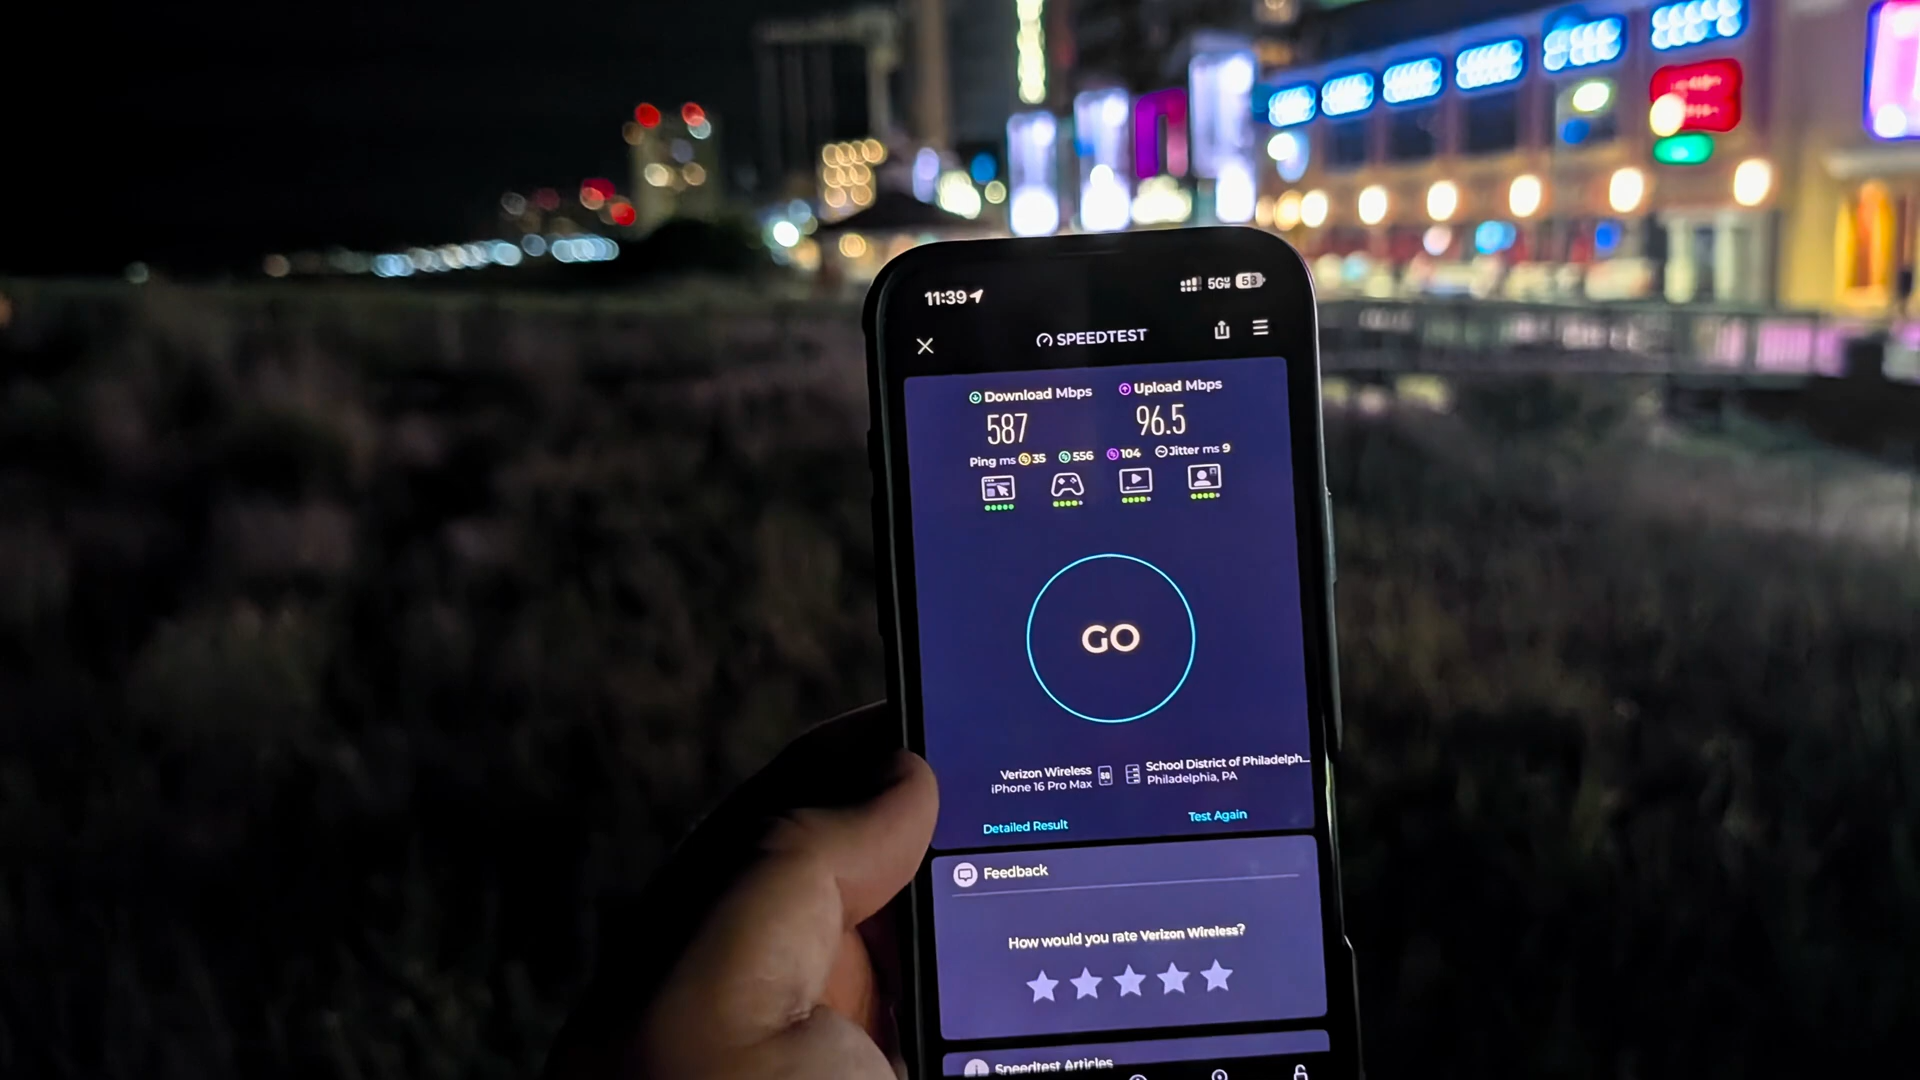 11:39
5G 53
SPEEDTEST
Download Mbps Upload Mbps
587 96.5
Ping ms 35 556 104 Jitter ms 9
GO
Verizon Wireless
iPhone 16 Pro Max
School District of Philadelph...
Philadelphia, PA
Detailed Result Test Again
Feedback
How would you rate Verizon Wireless?
Speedtest Articles